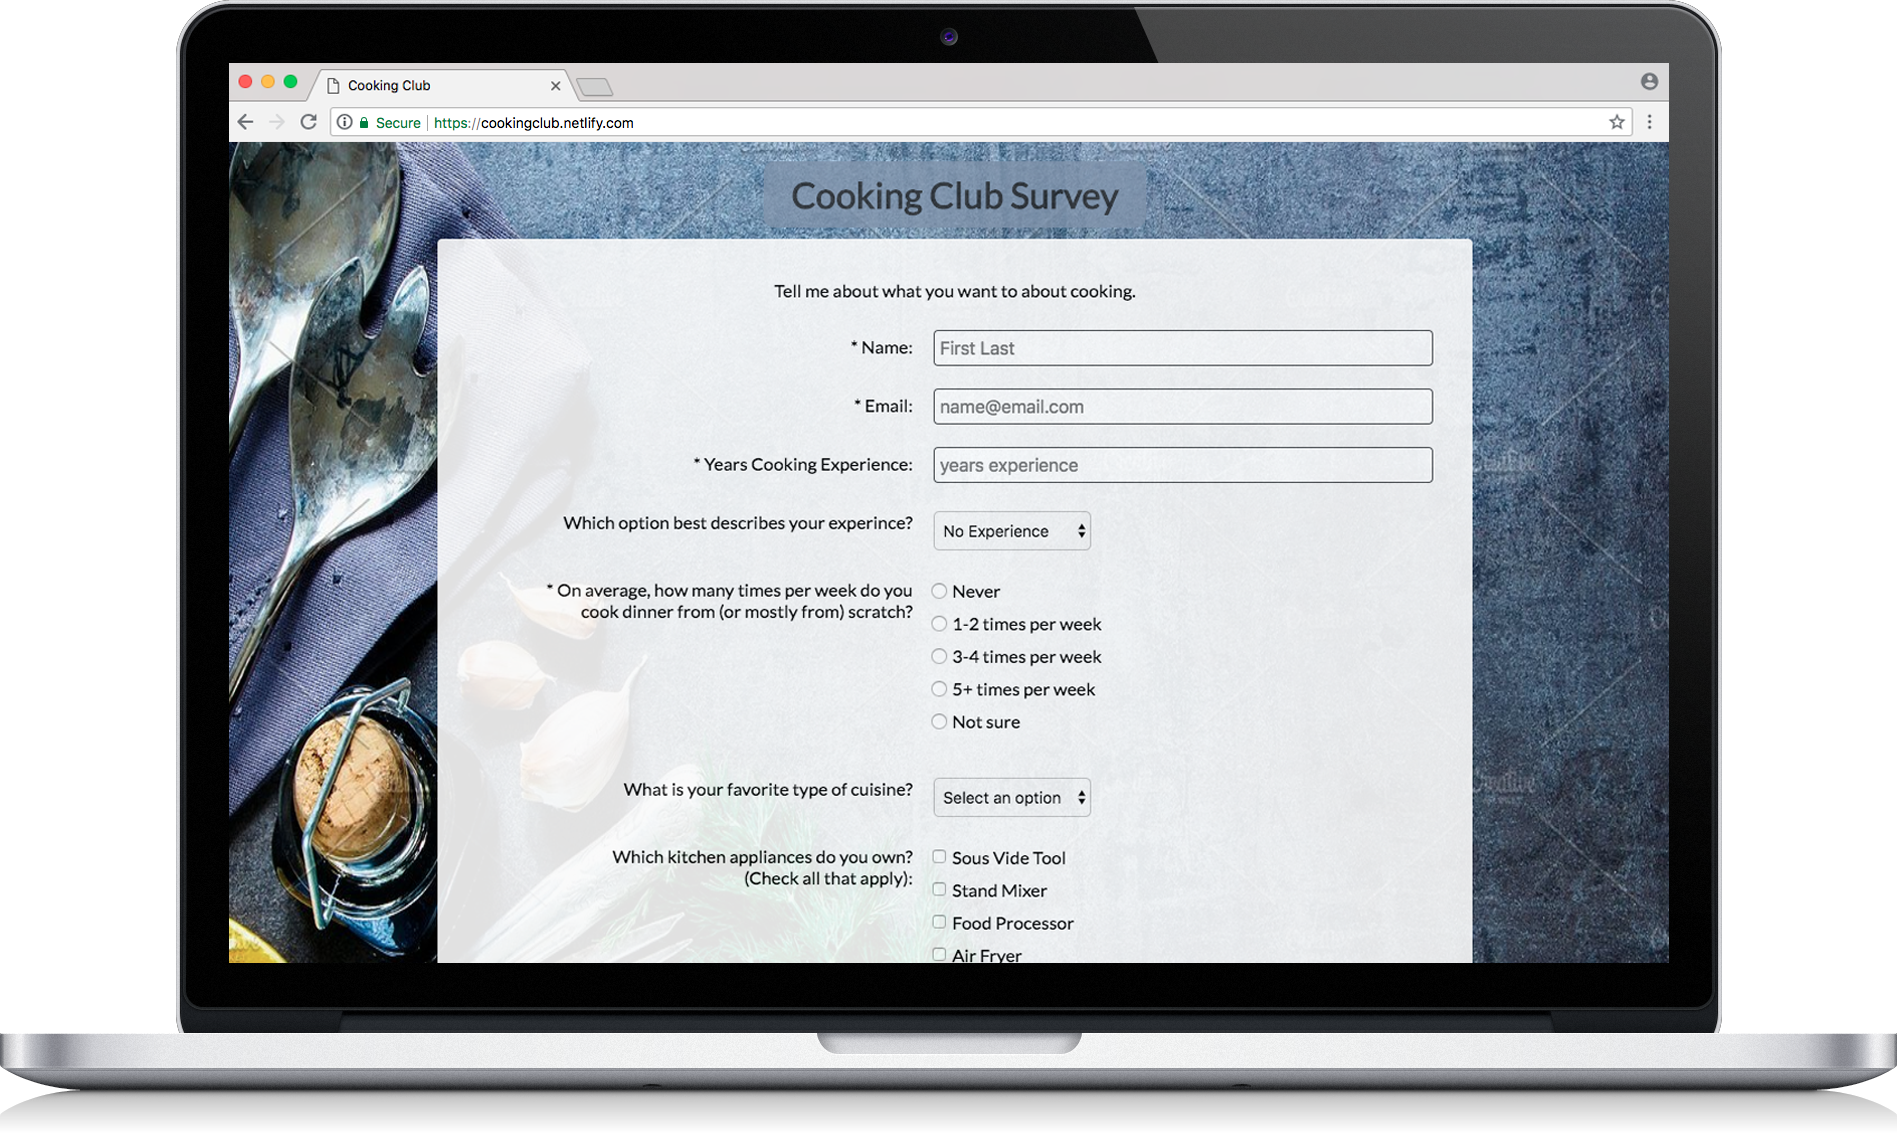 Cooking Club
Secure | https://cookingclub.netlify.com
Cooking Club Survey
Tell me about what you want to about cooking.
* Name:
First Last
* Email:
name@email.com
* Years Cooking Experience:
years experience
Which option best describes your experince?
No Experience
* On average, how many times per week do you
cook dinner from (or mostly from) scratch?
Never
1-2 times per week
3-4 times per week
5+ times per week
Not sure
What is your favorite type of cuisine?
Select an option
Which kitchen appliances do you own?
(Check all that apply):
Sous Vide Tool
Stand Mixer
Food Processor
Air Fryer